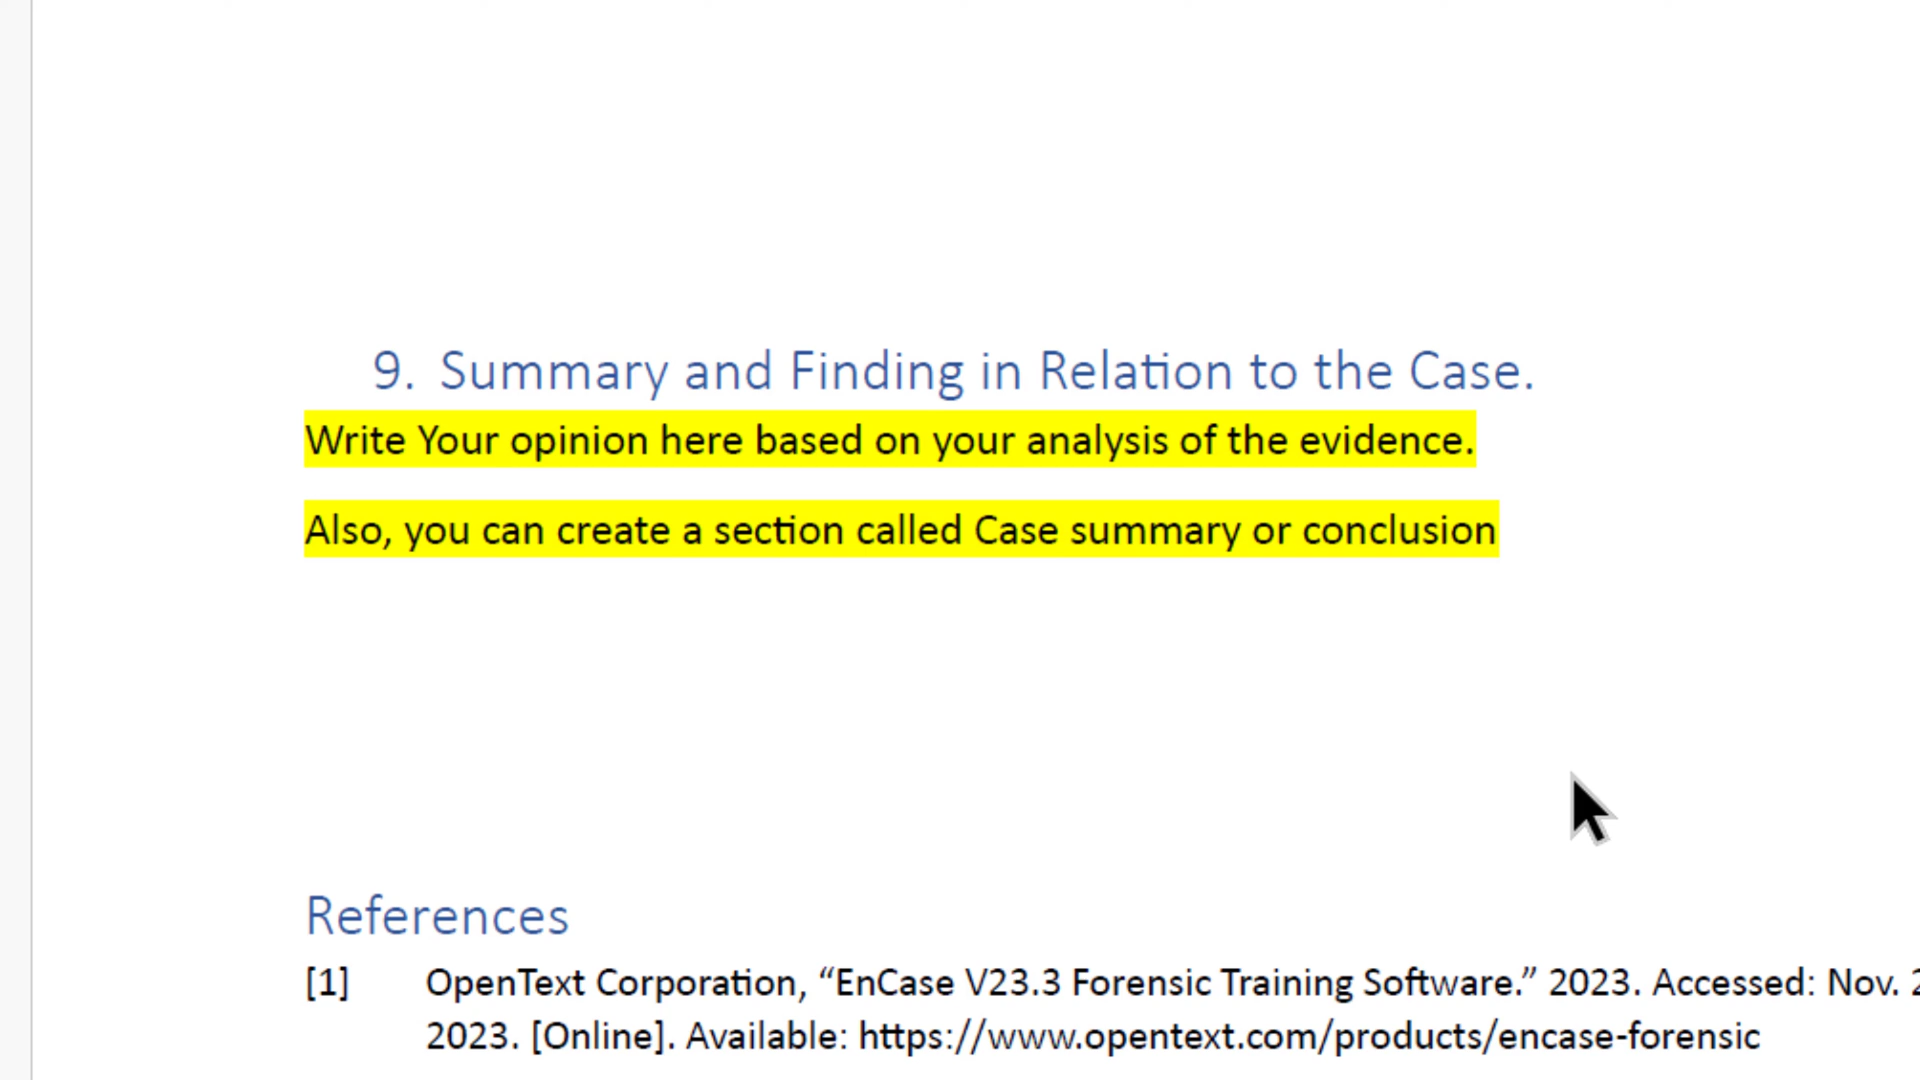 9. Summary and Finding in Relation to the Case.
Write Your opinion here based on your analysis of the evidence.
Also, you can create a section called Case summary or conclusion
References
[1] OpenText Corporation, “EnCase V23.3 Forensic Training Software.” 2023. Accessed: Nov.
2023. [Online]. Available: https://www.opentext.com/products/encase-forensic